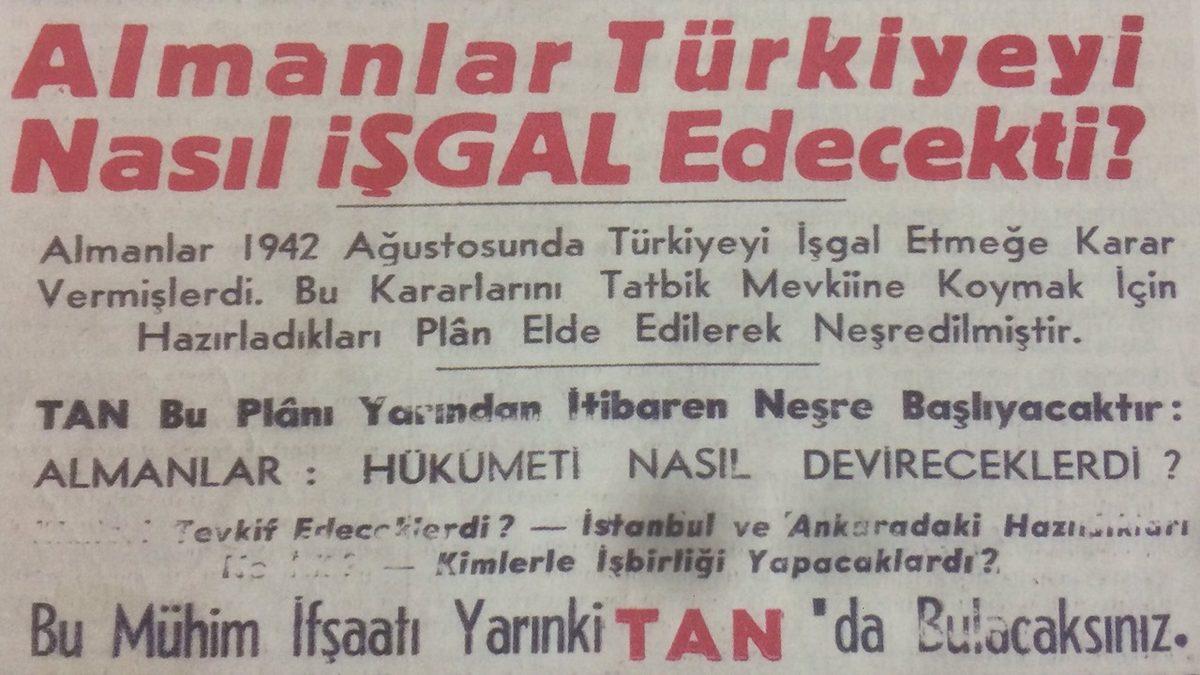 Almanlar Türkiyeyi
Nasıl iŞGAL Edecekti?
Almanlar 1942 Ağustosunda Türkiyeyi İşgal Etmeğe Karar
Vermişlerdi. Bu Kararlarını Tatbik Mevkiine Koymak İçin
Hazırladıkları Plân Elde Edilerek Neşredilmiştir.
TAN Bu Plânı Yarından İtibaren Neşre Başlıyacaktır:
ALMANLAR : HÜKUMETİ NASIL DEVİRECEKLERDİ ?
Tevkif Edeceklerdi? — İstanbul ve Ankaradaki Hazırlıkları
— Kimlerle İşbirliği Yapacaklardı?
Bu Mühim İfşaatı Yarınki TAN 'da Bulacaksınız.